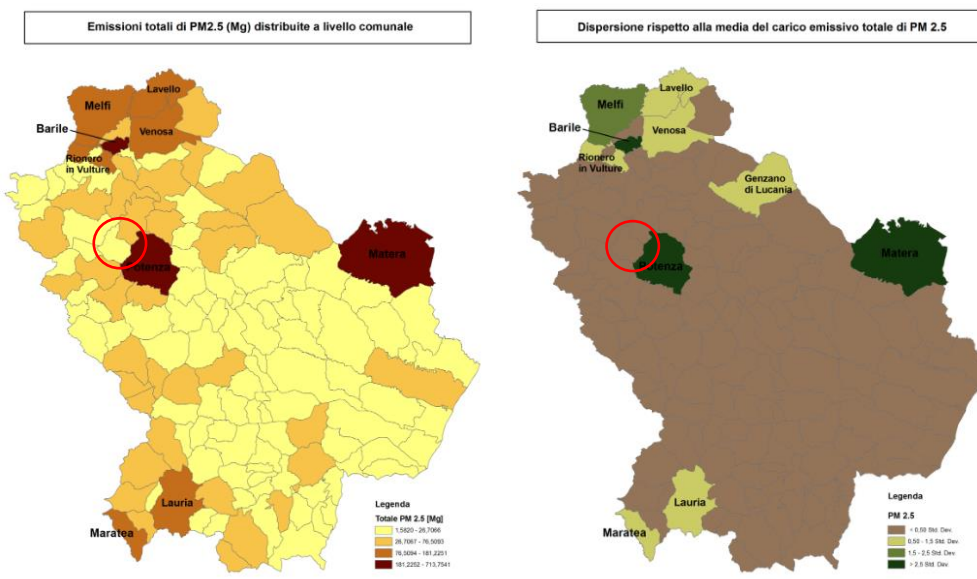 Emissioni totali di PM2.5 (Mg) distribuite a livello comunale
Lavello
Melfi
Barile
Venosa
Rionero
in Vulture
otenza
Matera
Lauria
Maratea
Legenda
Totale PM 2.5 [Mg]
1,5820 - 26,7066
26,7067 - 76,5093
76,5094 - 181,2251
181,2252 - 713,7541
Dispersione rispetto alla media del carico emissivo totale di PM 2.5
Lavello
Melfi
Barile
Venosa
Rionero
in Vulture
Genzano
di Lucania
Potenza
Matera
Lauria
Maratea
Legenda
PM 2.5
< 0,50 Std. Dev.
0,50 - 1,5 Std. Dev.
1,5 - 2,5 Std. Dev.
> 2,5 Std. Dev.